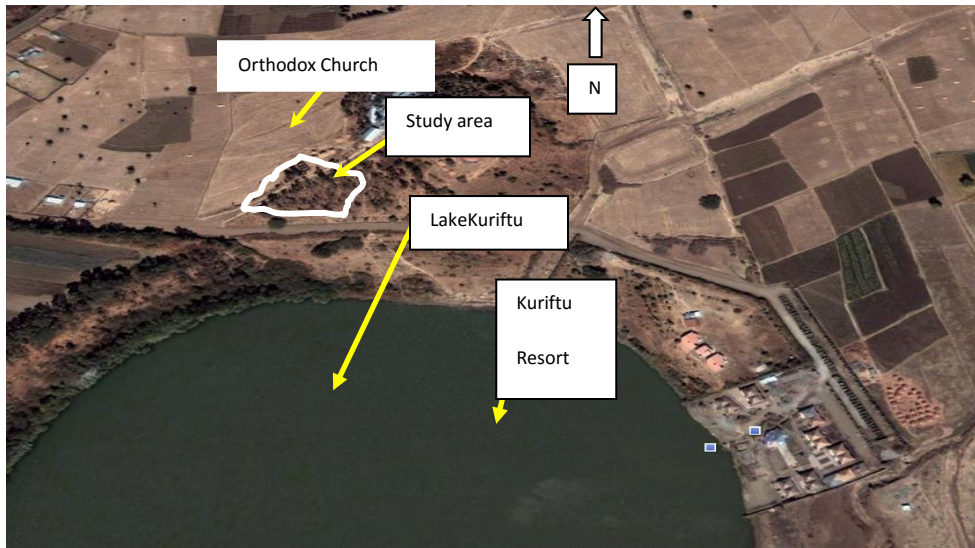 Orthodox Church
N
Study area
LakeKuriftu
Kuriftu
Resort